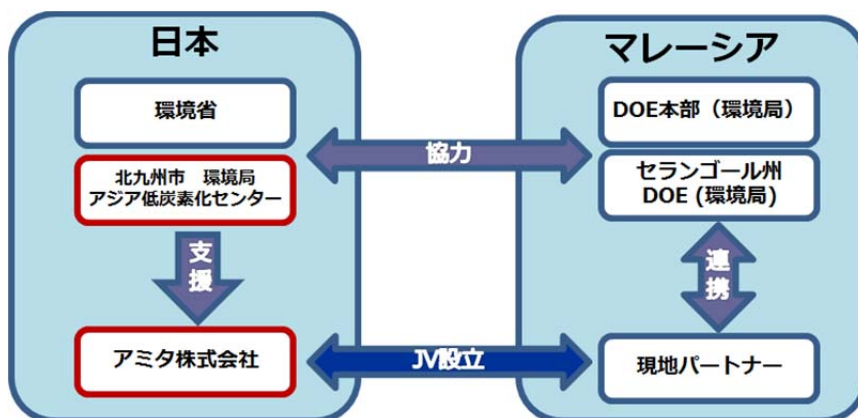 日本
環境省
北九州市 環境局
アジア低炭素化センター
支援
アミタ株式会社
協力
JV設立
マレーシア
DOE本部（環境局）
セランゴール州
DOE (環境局)
連携
現地パートナー